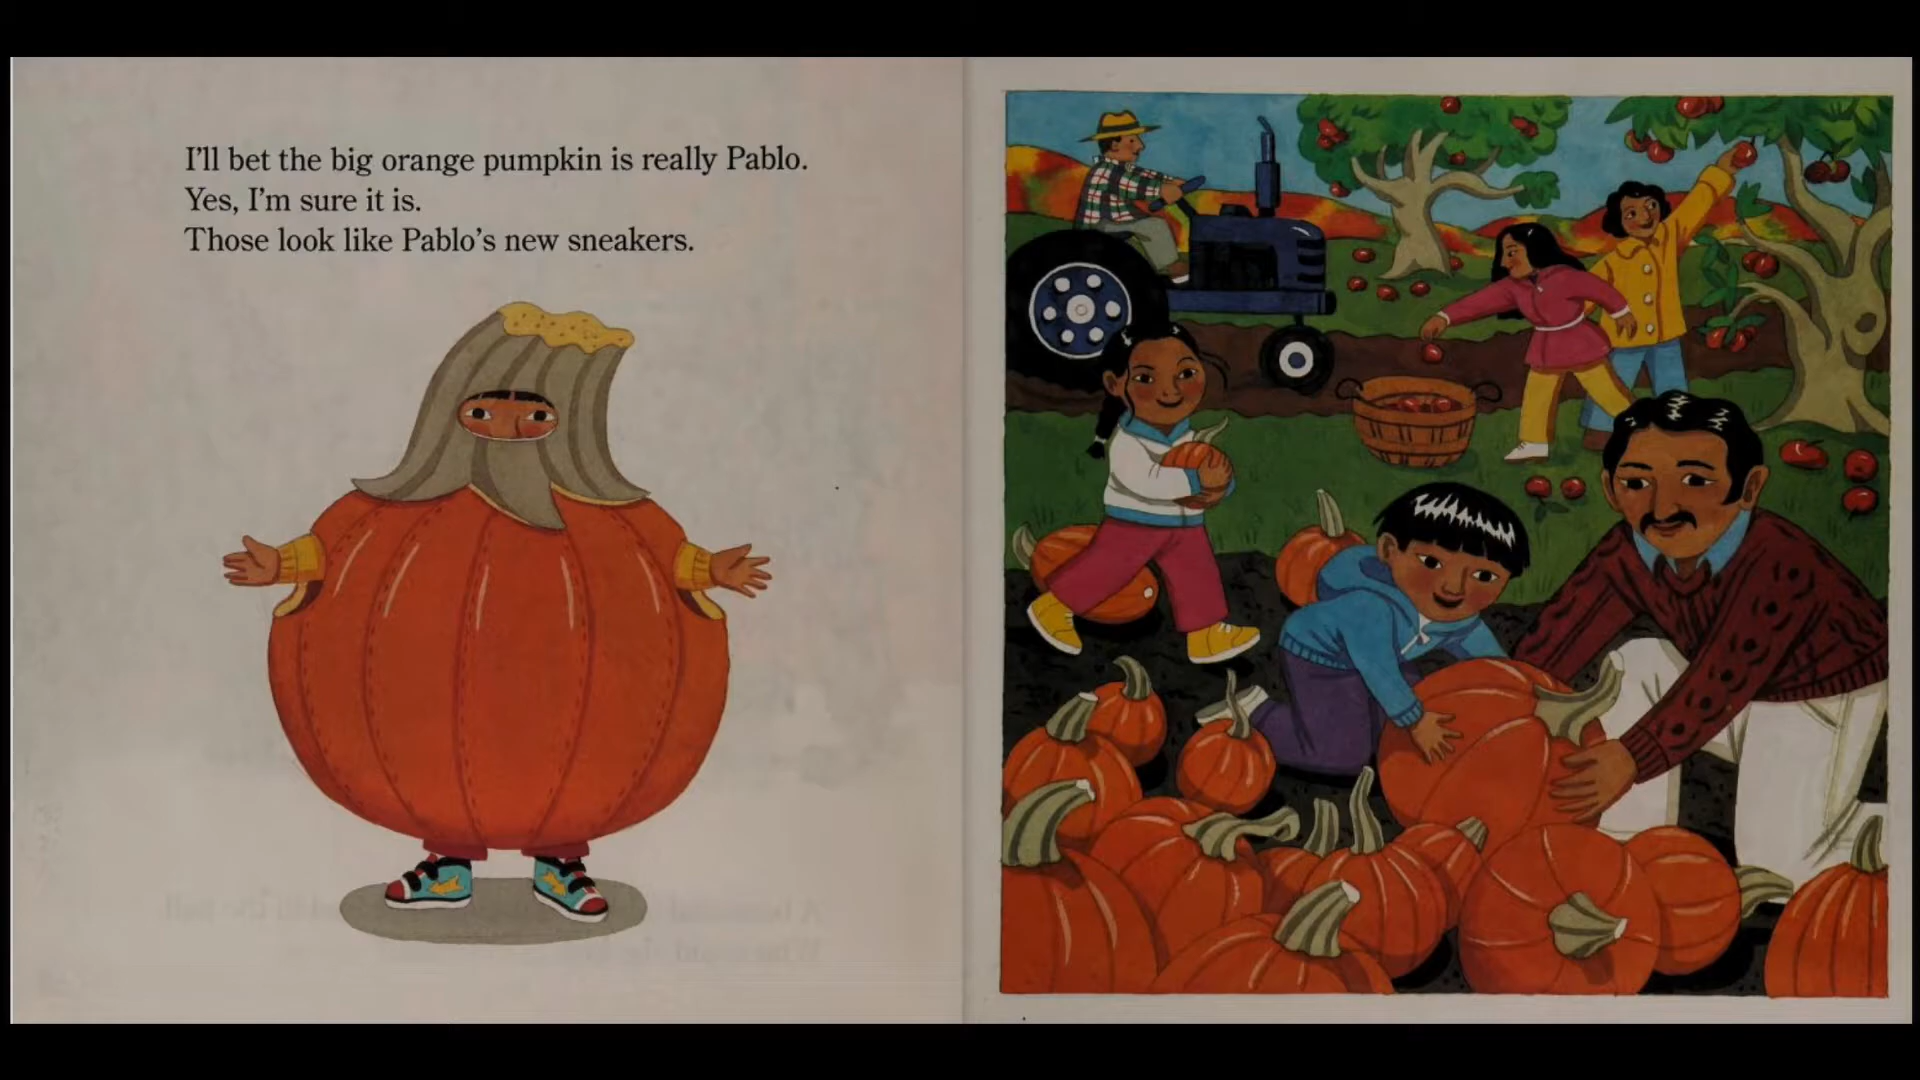 I'll bet the big orange pumpkin is really Pablo.
Yes, I'm sure it is.
Those look like Pablo's new sneakers.